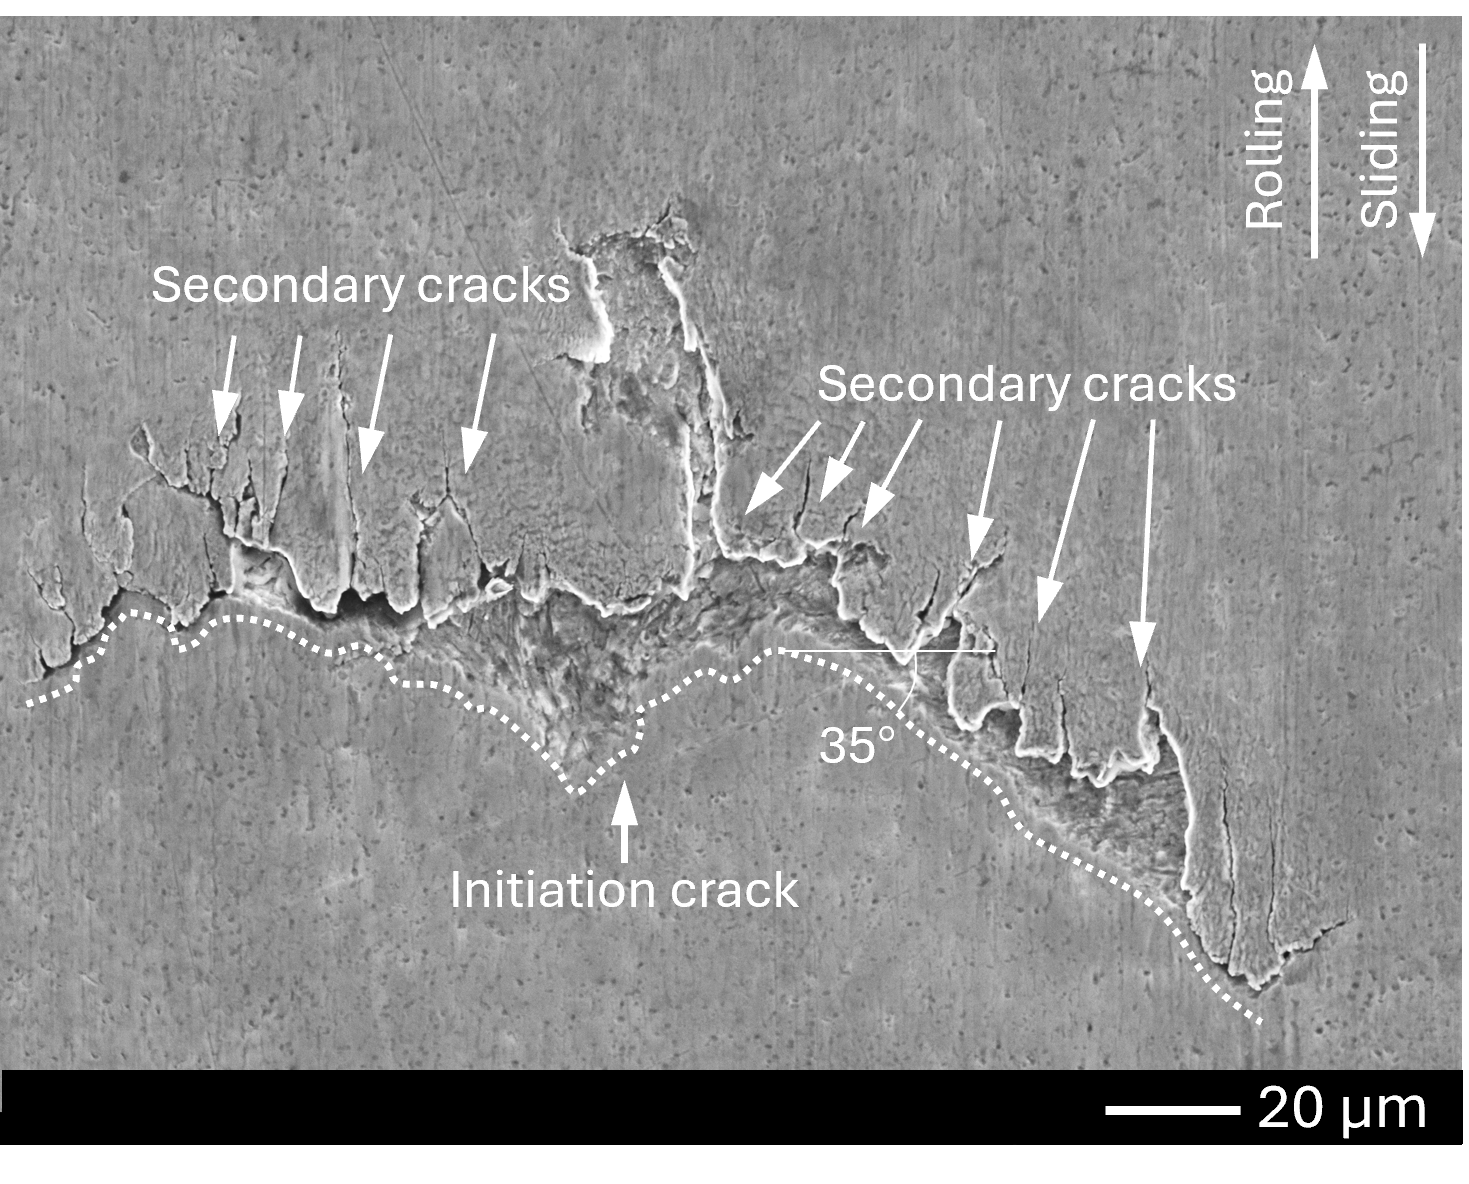 Rolling
Sliding
Secondary cracks
Secondary cracks
35°
Initiation crack
20 µm